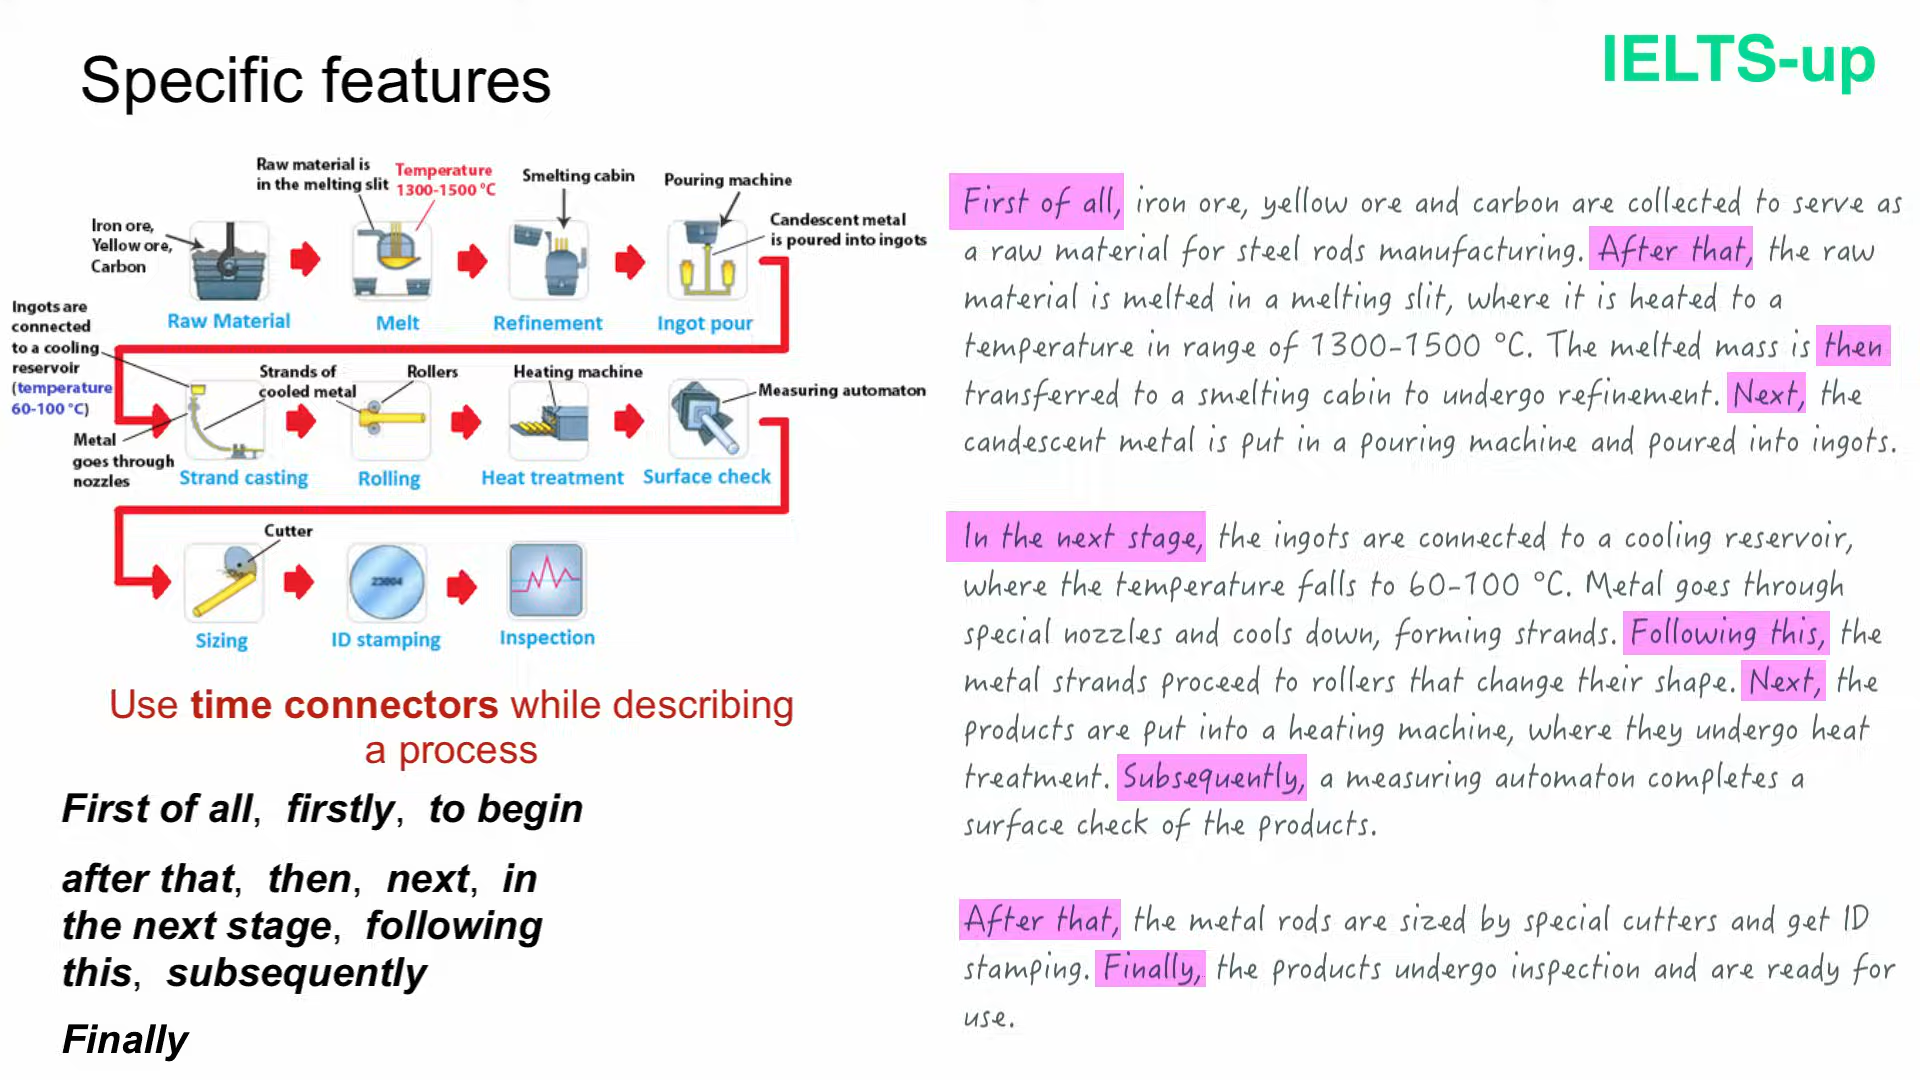 Specific features
IELTS-up
Raw material is
in the melting slit
Temperature
1300-1500 °C
Smelting cabin
Pouring machine
Iron ore,
Yellow ore,
Carbon
Candescent metal
is poured into ingots
Raw Material
Melt
Refinement
Ingot pour
Ingots are
connected
to a cooling
reservoir
(temperature
60-100 °C)
Strands of
cooled metal
Rollers
Heating machine
Measuring automaton
Metal
goes through
nozzles
Strand casting
Rolling
Heat treatment
Surface check
Cutter
23004
Sizing
ID stamping
Inspection
Use time connectors while describing
a process
First of all, firstly, to begin
after that, then, next, in
the next stage, following
this, subsequently
Finally
First of all, iron ore, yellow ore and carbon are collected to serve as
a raw material for steel rods manufacturing. After that, the raw
material is melted in a melting slit, where it is heated to a
temperature in range of 1300-1500 °C. The melted mass is then
transferred to a smelting cabin to undergo refinement. Next, the
candescent metal is put in a pouring machine and poured into ingots.
In the next stage, the ingots are connected to a cooling reservoir,
where the temperature falls to 60-100 °C. Metal goes through
special nozzles and cools down, forming strands. Following this, the
metal strands proceed to rollers that change their shape. Next, the
products are put into a heating machine, where they undergo heat
treatment. Subsequently, a measuring automaton completes a
surface check of the products.
After that, the metal rods are sized by special cutters and get ID
stamping. Finally, the products undergo inspection and are ready for
use.